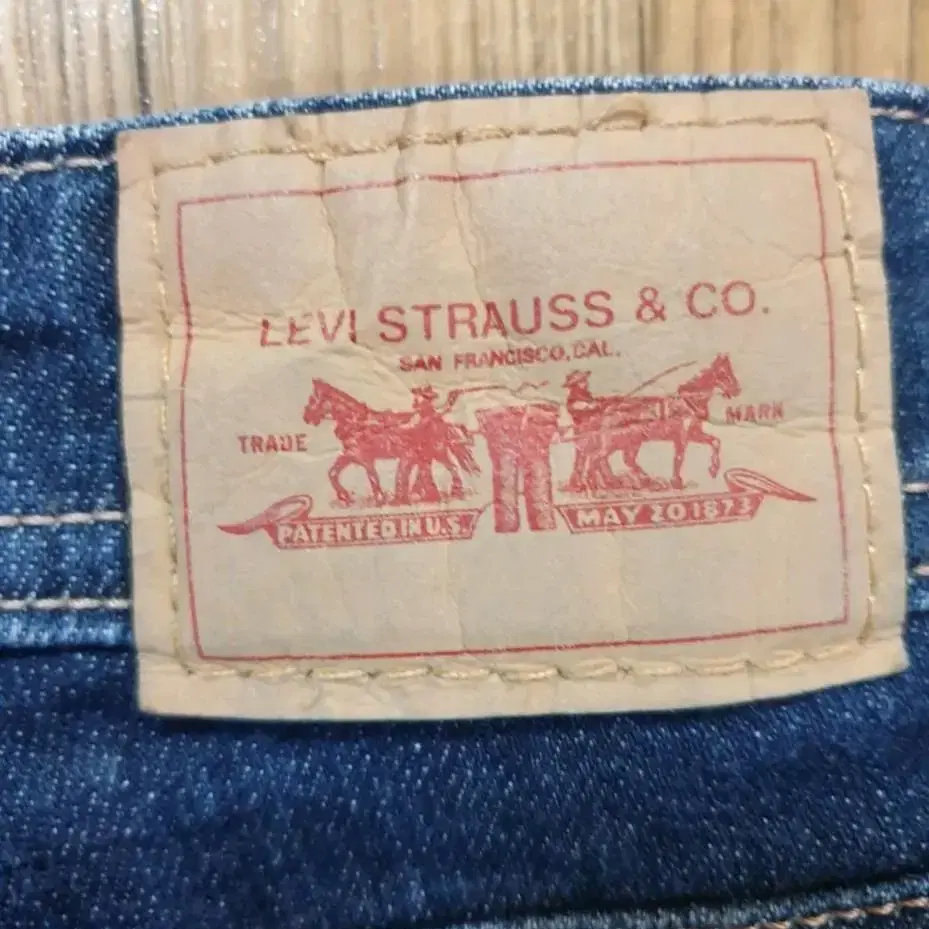 LEVI STRAUSS & CO.
SAN FRANCISCO, CAL.
TRADE MARK
PATENTED IN U.S. MAY 20 1873